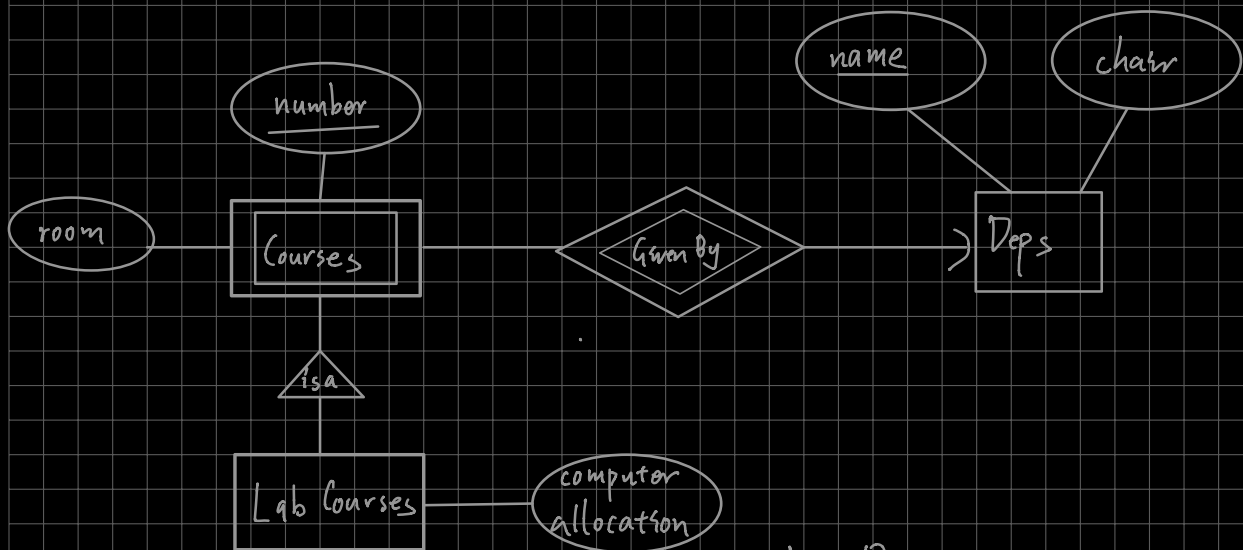 name
chair
number
room
Courses
Given By
Deps
isa
computer
allocation
Lab Courses